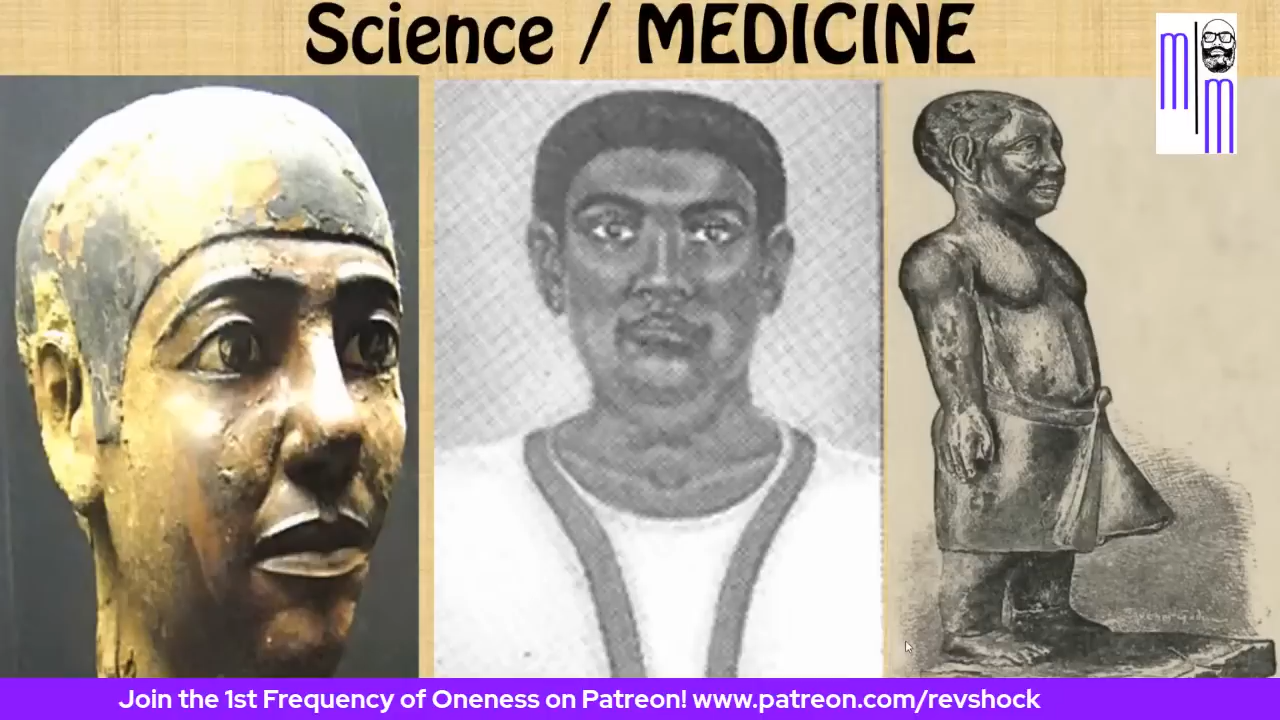 Science / MEDICINE
m m
Join the 1st Frequency of Oneness on Patreon! www.patreon.com/revshock